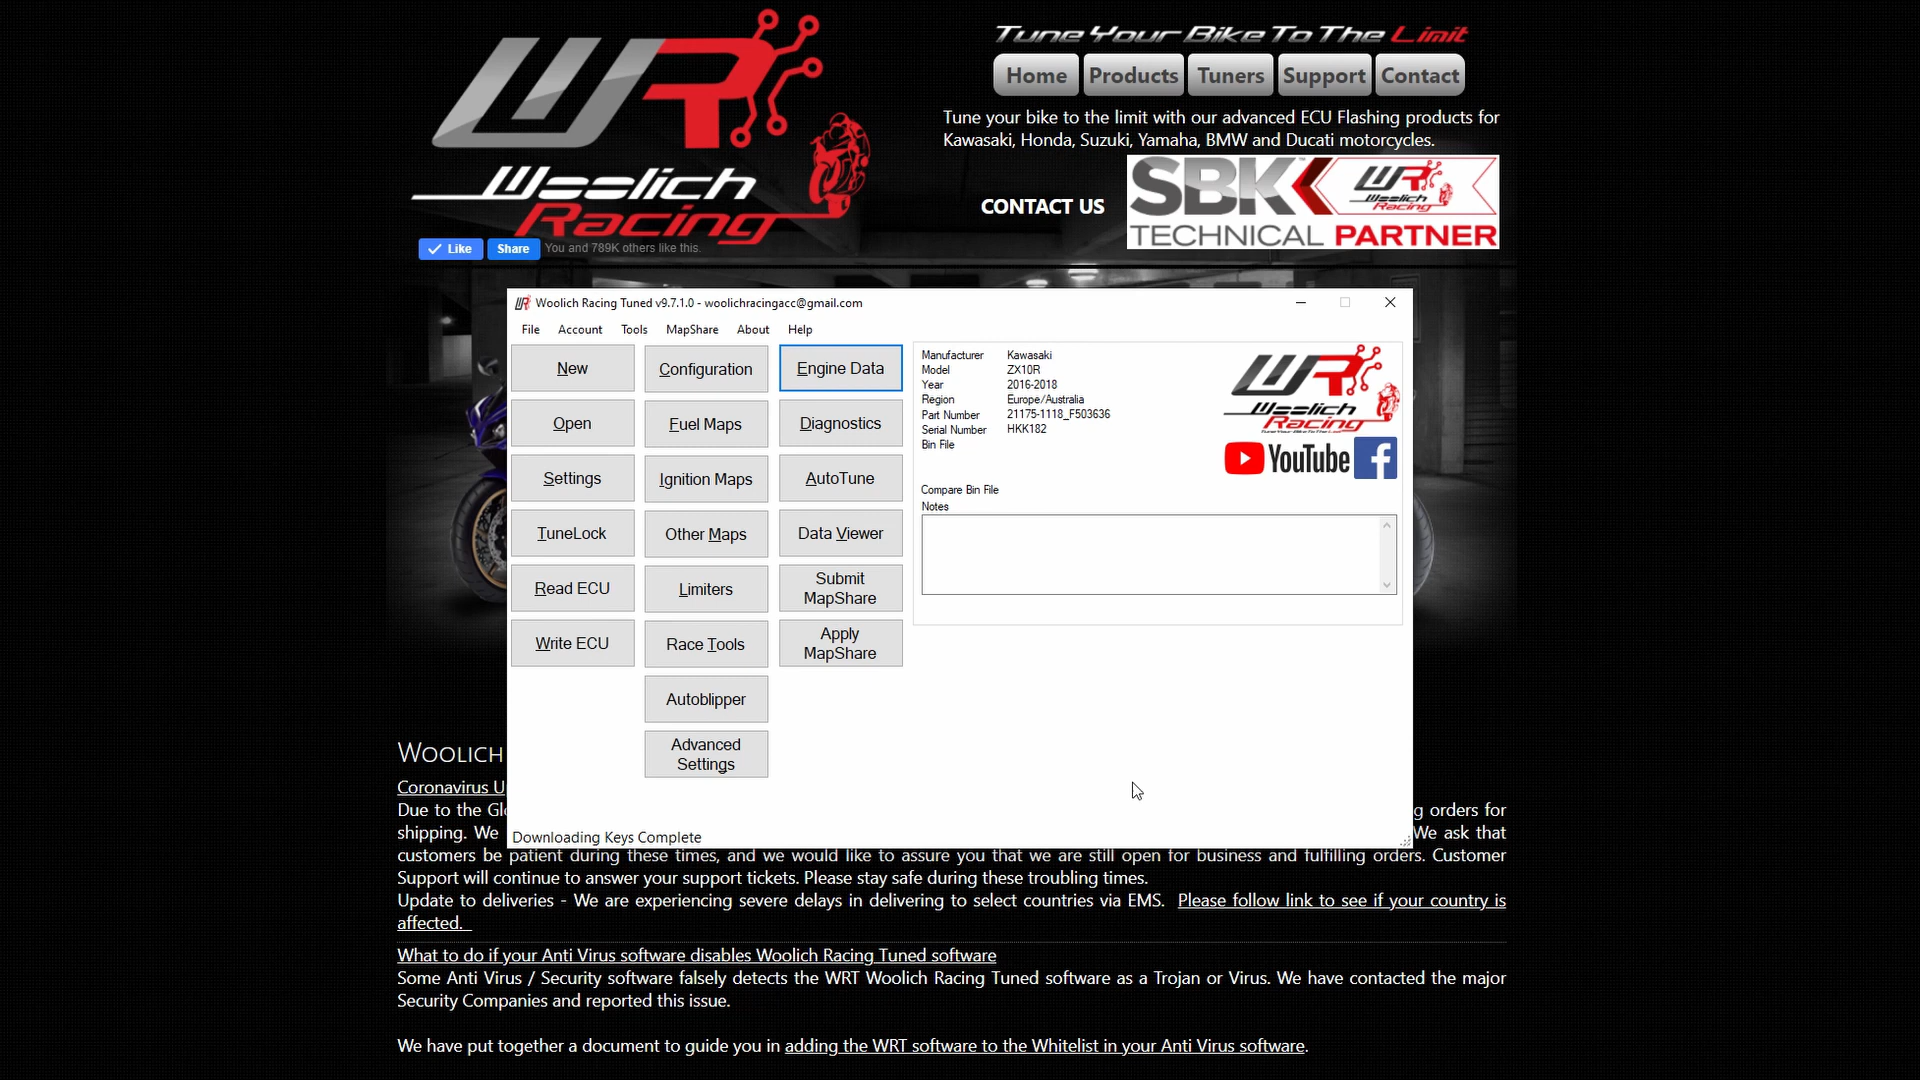 WR
Woolich
Racing
Like
Share
You and 789K others like this.
Tune Your Bike To The Limit
Home
Products
Tuners
Support
Contact
Tune your bike to the limit with our advanced ECU Flashing products for
Kawasaki, Honda, Suzuki, Yamaha, BMW and Ducati motorcycles.
CONTACT US
SBK
WR
Woolich
Racing
TECHNICAL PARTNER
Woolich Racing Tuned v9.7.1.0 - woolichracingacc@gmail.com
File
Account
Tools
MapShare
About
Help
New
Open
Settings
TuneLock
Read ECU
Write ECU
Configuration
Fuel Maps
Ignition Maps
Other Maps
Limiters
Race Tools
Autoblipper
Advanced
Settings
Engine Data
Diagnostics
AutoTune
Data Viewer
Submit
MapShare
Apply
MapShare
Manufacturer Kawasaki
Model ZX10R
Year 2016-2018
Region Europe/Australia
Part Number 21175-1118_F503636
Serial Number HKK182
Bin File
Compare Bin File
Notes
WR
Woolich
Racing
Tune Your Bike To The Limit
YouTube
f
Downloading Keys Complete
WOOLICH
Coronavirus U
Due to the Gl
g orders for
shipping. We
We ask that
customers be patient during these times, and we would like to assure you that we are still open for business and fulfilling orders. Customer
Support will continue to answer your support tickets. Please stay safe during these troubling times.
Update to deliveries - We are experiencing severe delays in delivering to select countries via EMS. Please follow link to see if your country is
affected.
What to do if your Anti Virus software disables Woolich Racing Tuned software
Some Anti Virus / Security software falsely detects the WRT Woolich Racing Tuned software as a Trojan or Virus. We have contacted the major
Security Companies and reported this issue.
We have put together a document to guide you in adding the WRT software to the Whitelist in your Anti Virus software.